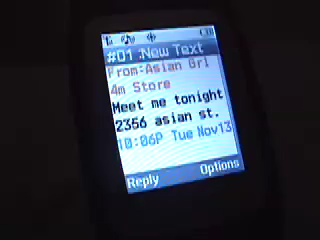 #01:New Text
From:Asian Grl
4m Store
Meet me tonight
2356 asian st.
10:06P Tue Nov13
Reply Options